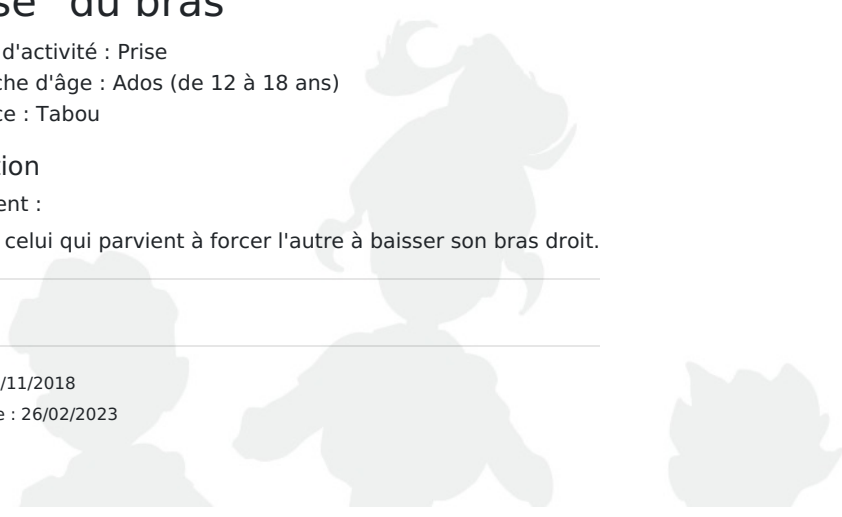 se" du bras
d'activité : Prise
che d'âge : Ados (de 12 à 18 ans)
ce : Tabou
tion
ent :
celui qui parvient à forcer l'autre à baisser son bras droit.
/11/2018
e : 26/02/2023